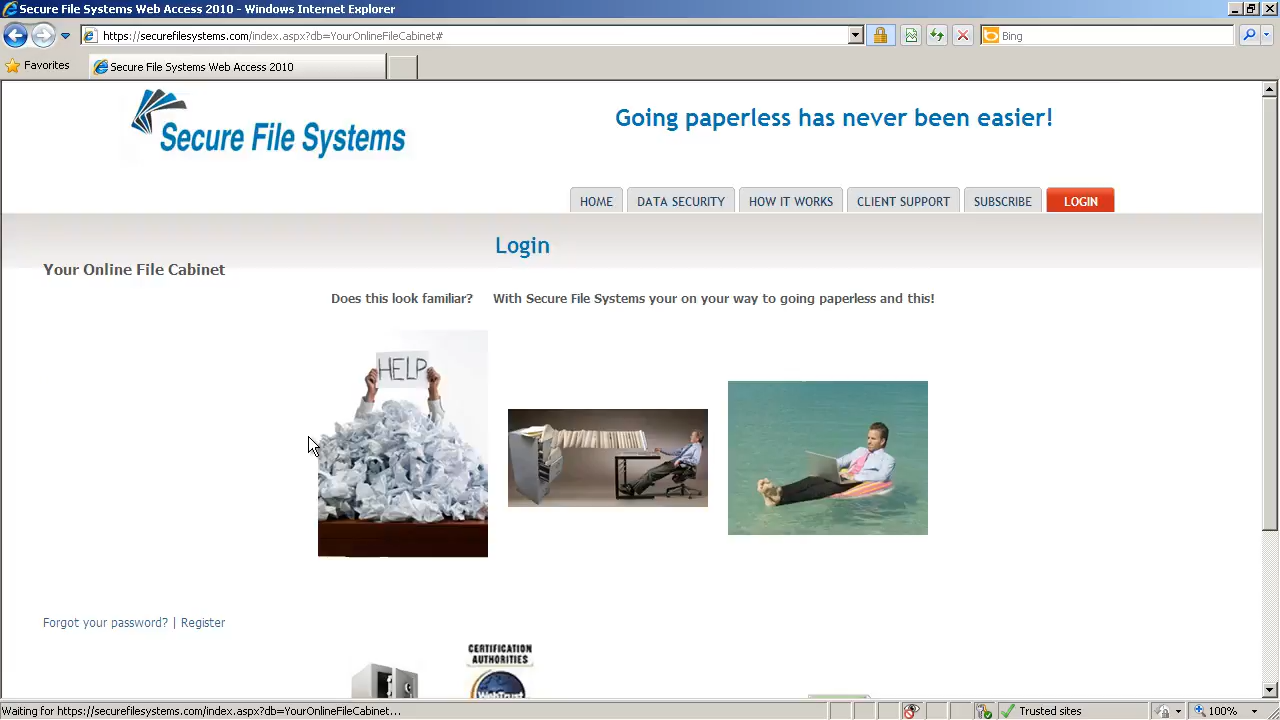 Secure File Systems Web Access 2010 - Windows Internet Explorer
https://securefilesystems.com/index.aspx?db=YourOnlineFileCabinet#
Bing
Favorites
Secure File Systems Web Access 2010
Secure File Systems
Going paperless has never been easier!
HOME
DATA SECURITY
HOW IT WORKS
CLIENT SUPPORT
SUBSCRIBE
LOGIN
Login
Your Online File Cabinet
Does this look familiar?
With Secure File Systems your on your way to going paperless and this!
HELP
Forgot your password? | Register
CERTIFICATION
AUTHORITIES
WebTrust
Waiting for https://securefilesystems.com/index.aspx?db=YourOnlineFileCabinet...
Trusted sites
100%